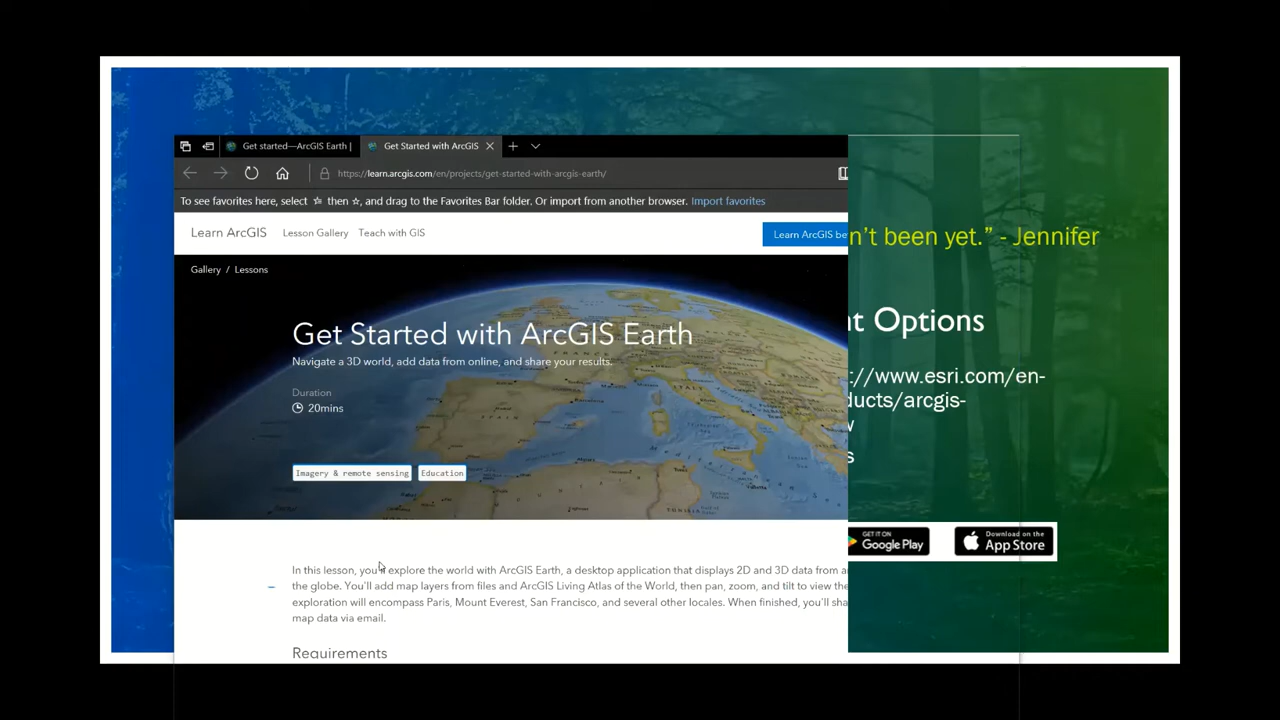 Get started—ArcGIS Earth |
Get Started with ArcGIS
https://learn.arcgis.com/en/projects/get-started-with-arcgis-earth/
To see favorites here, select ☆ then ☆, and drag to the Favorites Bar folder. Or import from another browser. Import favorites
Learn ArcGIS Lesson Gallery Teach with GIS
Learn ArcGIS be
Gallery / Lessons
Get Started with ArcGIS Earth
Navigate a 3D world, add data from online, and share your results.
Duration
20mins
Imagery & remote sensing Education
In this lesson, you'll explore the world with ArcGIS Earth, a desktop application that displays 2D and 3D data from
the globe. You'll add map layers from files and ArcGIS Living Atlas of the World, then pan, zoom, and tilt to view the
exploration will encompass Paris, Mount Everest, San Francisco, and several other locales. When finished, you'll sha
map data via email.
Requirements
n't been yet.” - Jennifer
t Options
://www.esri.com/en-
ducts/arcgis-
w
s
GET IT ON
Google Play
Download on the
App Store